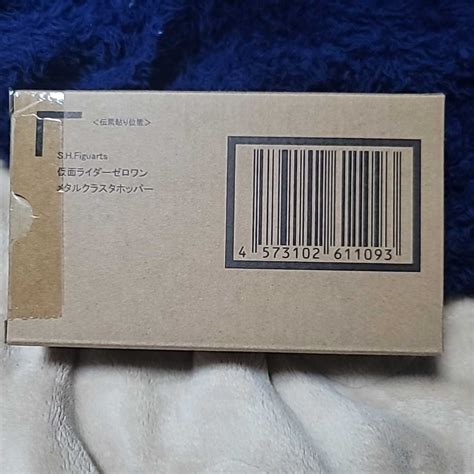 ＜伝票貼り位置＞
S.H.Figuarts
仮面ライダーゼロワン
メタルクラスタホッパー
4 573102 611093